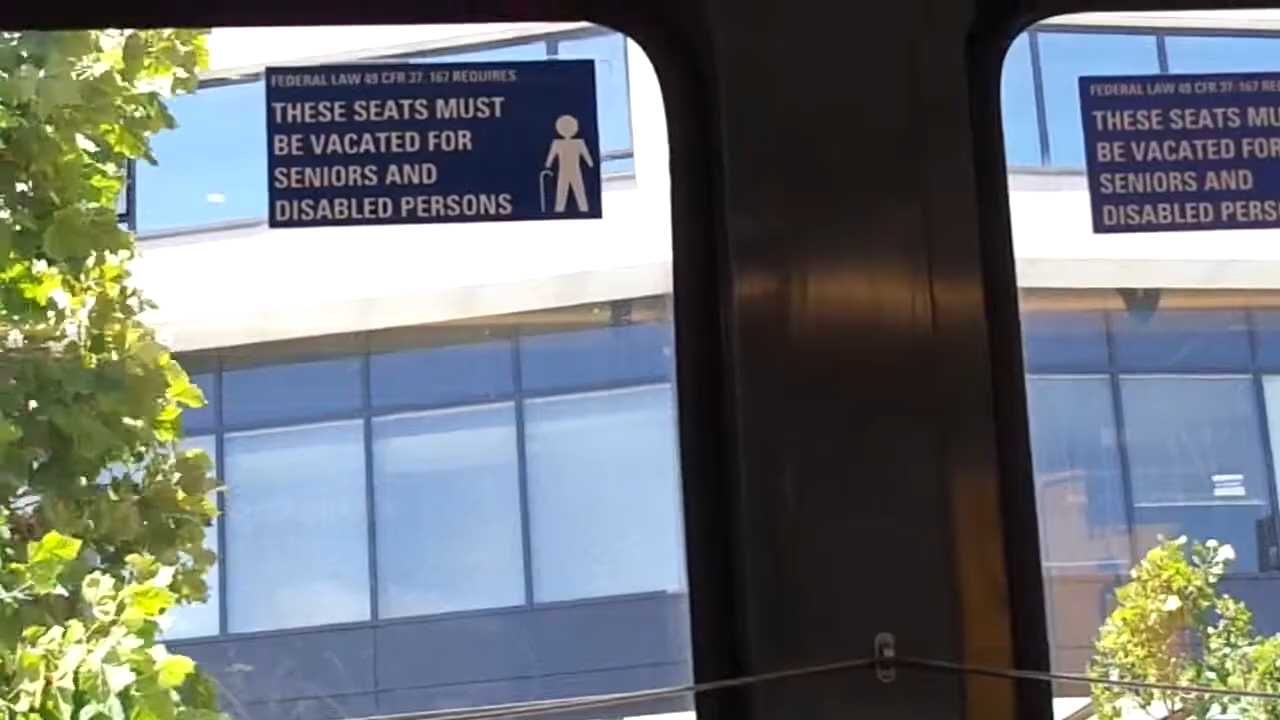 FEDERAL LAW 49 CFR 37. 167 REQUIRES
THESE SEATS MUST
BE VACATED FOR
SENIORS AND
DISABLED PERSONS
FEDERAL LAW 49 CFR 37. 167 RE
THESE SEATS MU
BE VACATED FOR
SENIORS AND
DISABLED PERS